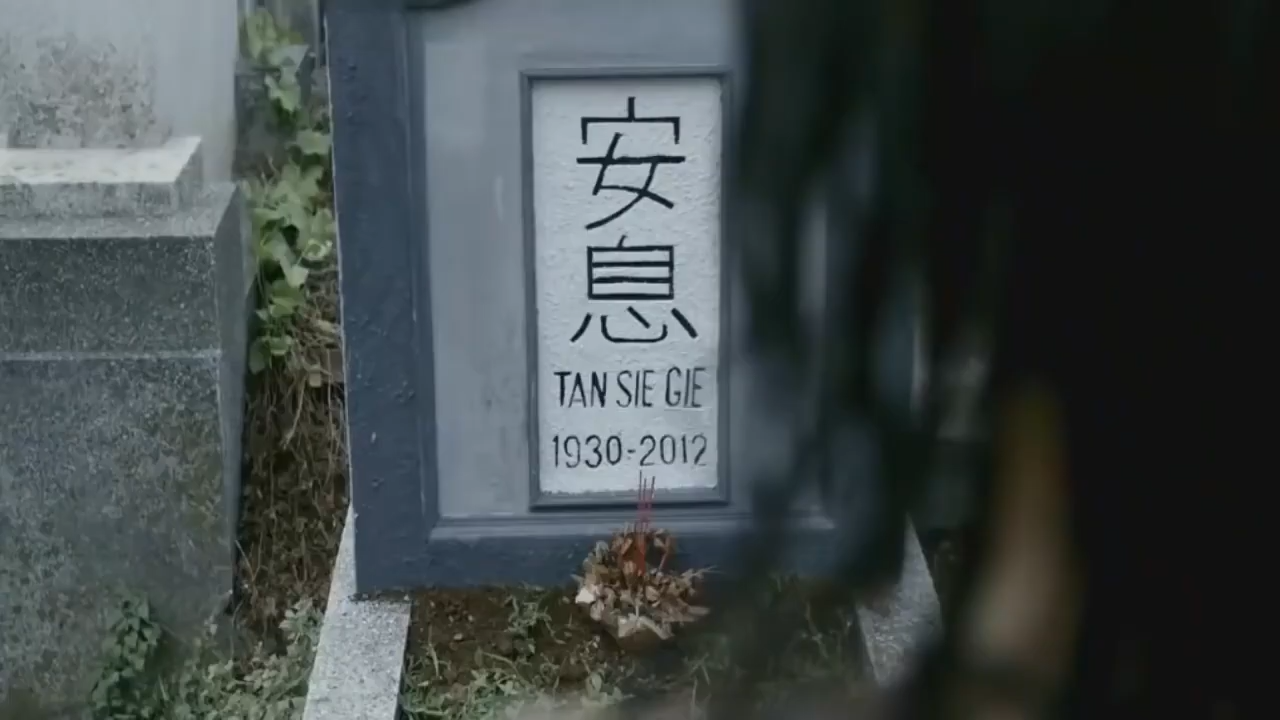 安
息
TAN SIE GIE
1930-2012